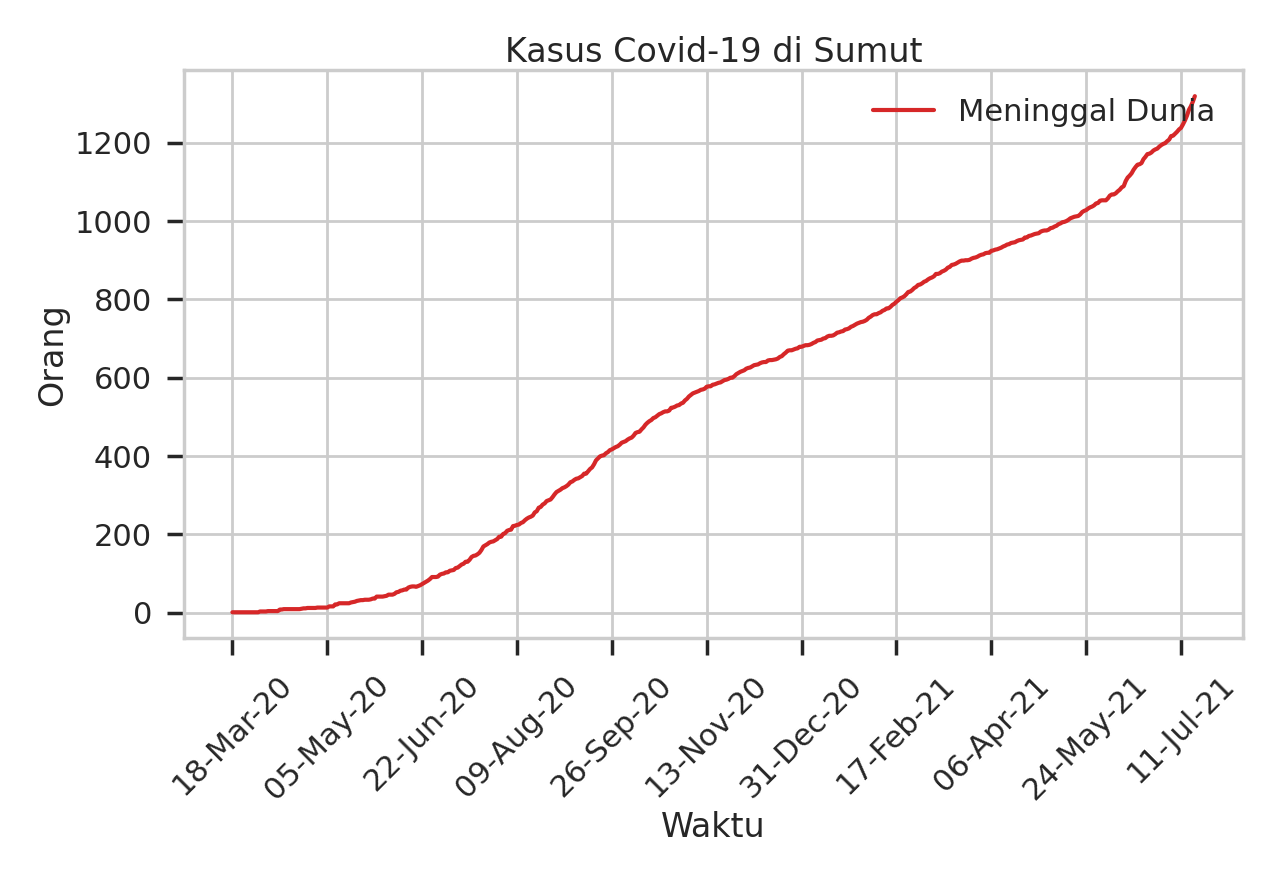 Kasus Covid-19 di Sumut
Meninggal Dunia
Orang
1200
1000
800
600
400
200
0
18-Mar-20
05-May-20
22-Jun-20
09-Aug-20
26-Sep-20
13-Nov-20
31-Dec-20
17-Feb-21
06-Apr-21
24-May-21
11-Jul-21
Waktu